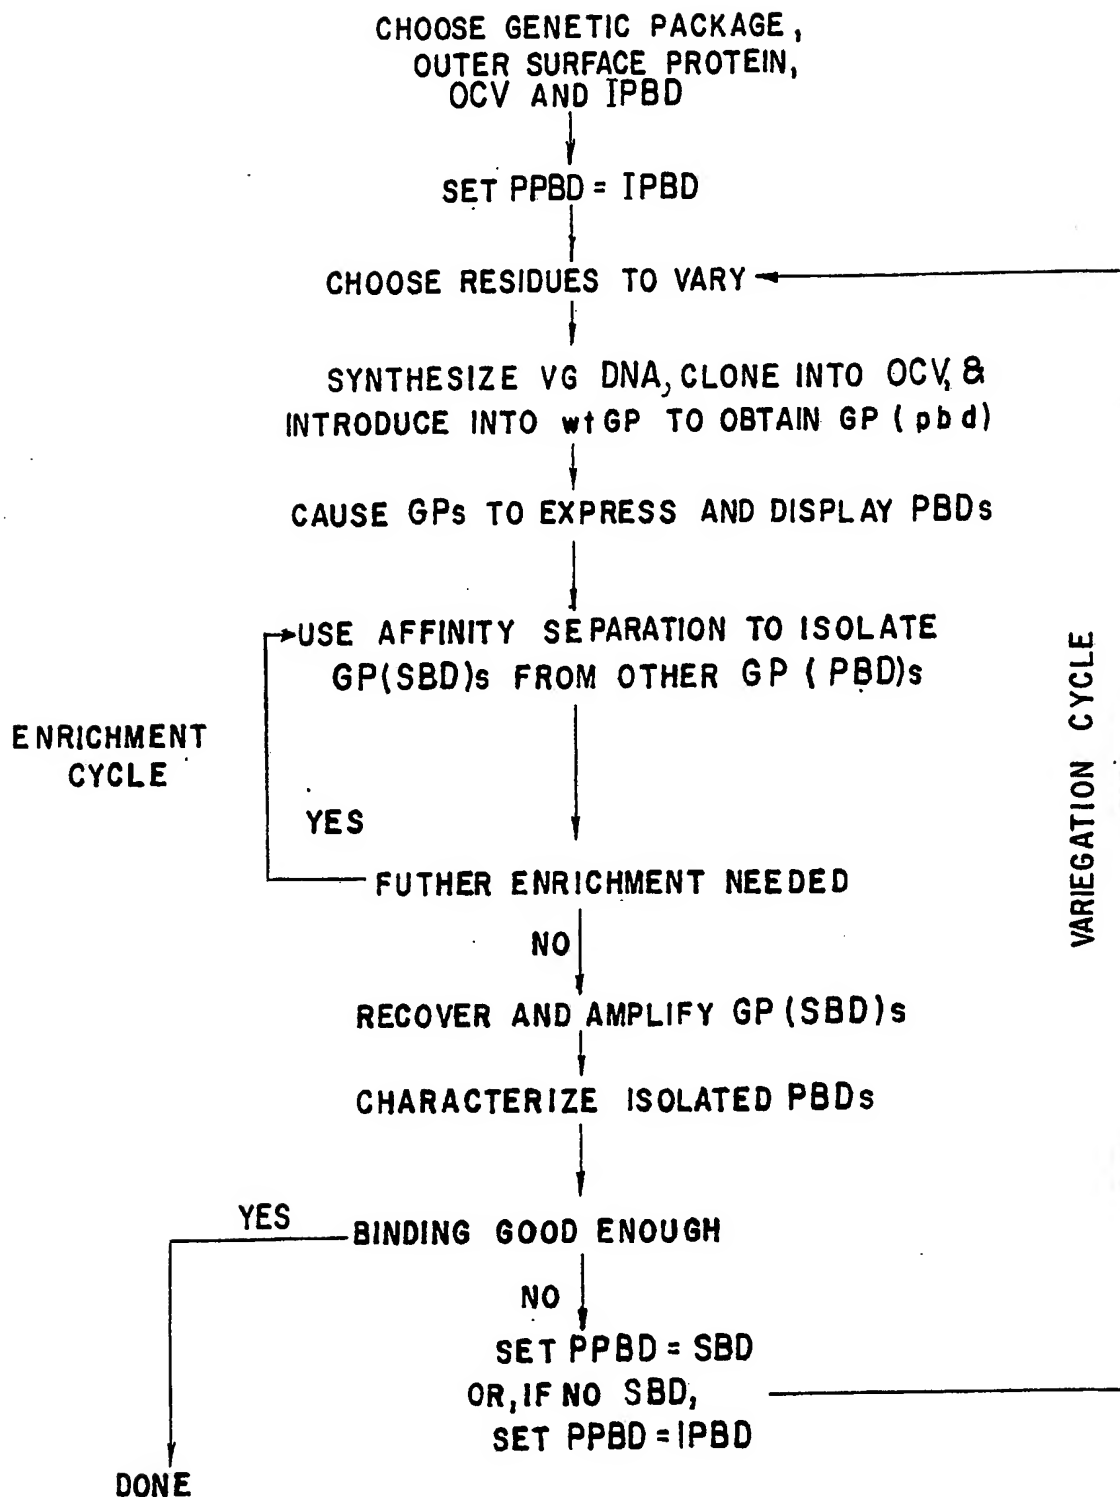 CHOOSE GENETIC PACKAGE,
OUTER SURFACE PROTEIN,
OCV AND IPBD
SET PPBD = IPBD
CHOOSE RESIDUES TO VARY
SYNTHESIZE VG DNA, CLONE INTO OCV, &
INTRODUCE INTO wtGP TO OBTAIN GP (pbd)
CAUSE GPs TO EXPRESS AND DISPLAY PBDs
USE AFFINITY SEPARATION TO ISOLATE
GP(SBD)s FROM OTHER GP (PBD)s
ENRICHMENT
CYCLE
VARIEGATION CYCLE
YES
FUTHER ENRICHMENT NEEDED
NO
RECOVER AND AMPLIFY GP (SBD)s
CHARACTERIZE ISOLATED PBDs
YES
BINDING GOOD ENOUGH
NO
SET PPBD = SBD
OR, IF NO SBD,
SET PPBD = IPBD
DONE